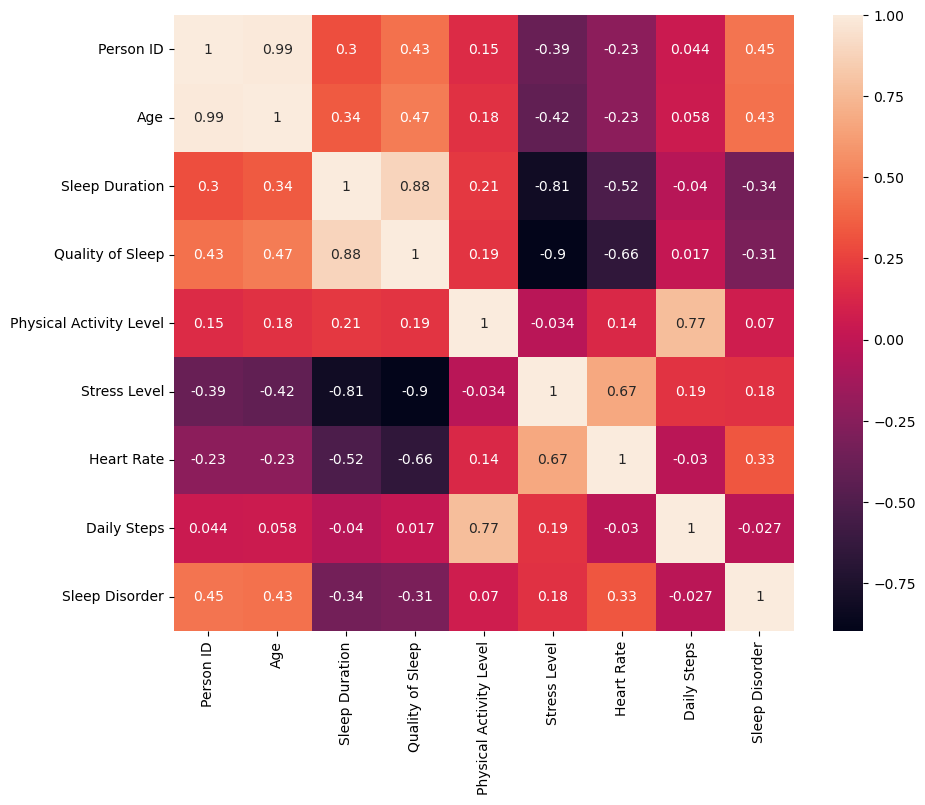 Person ID 1 0.99 0.3 0.43 0.15 -0.39 -0.23 0.044 0.45
Age 0.99 1 0.34 0.47 0.18 -0.42 -0.23 0.058 0.43
Sleep Duration 0.3 0.34 1 0.88 0.21 -0.81 -0.52 -0.04 -0.34
Quality of Sleep 0.43 0.47 0.88 1 0.19 -0.9 -0.66 0.017 -0.31
Physical Activity Level 0.15 0.18 0.21 0.19 1 -0.034 0.14 0.77 0.07
Stress Level -0.39 -0.42 -0.81 -0.9 -0.034 1 0.67 0.19 0.18
Heart Rate -0.23 -0.23 -0.52 -0.66 0.14 0.67 1 -0.03 0.33
Daily Steps 0.044 0.058 -0.04 0.017 0.77 0.19 -0.03 1 -0.027
Sleep Disorder 0.45 0.43 -0.34 -0.31 0.07 0.18 0.33 -0.027 1
Person ID
Age
Sleep Duration
Quality of Sleep
Physical Activity Level
Stress Level
Heart Rate
Daily Steps
Sleep Disorder
1.00
0.75
0.50
0.25
0.00
−0.25
−0.50
−0.75